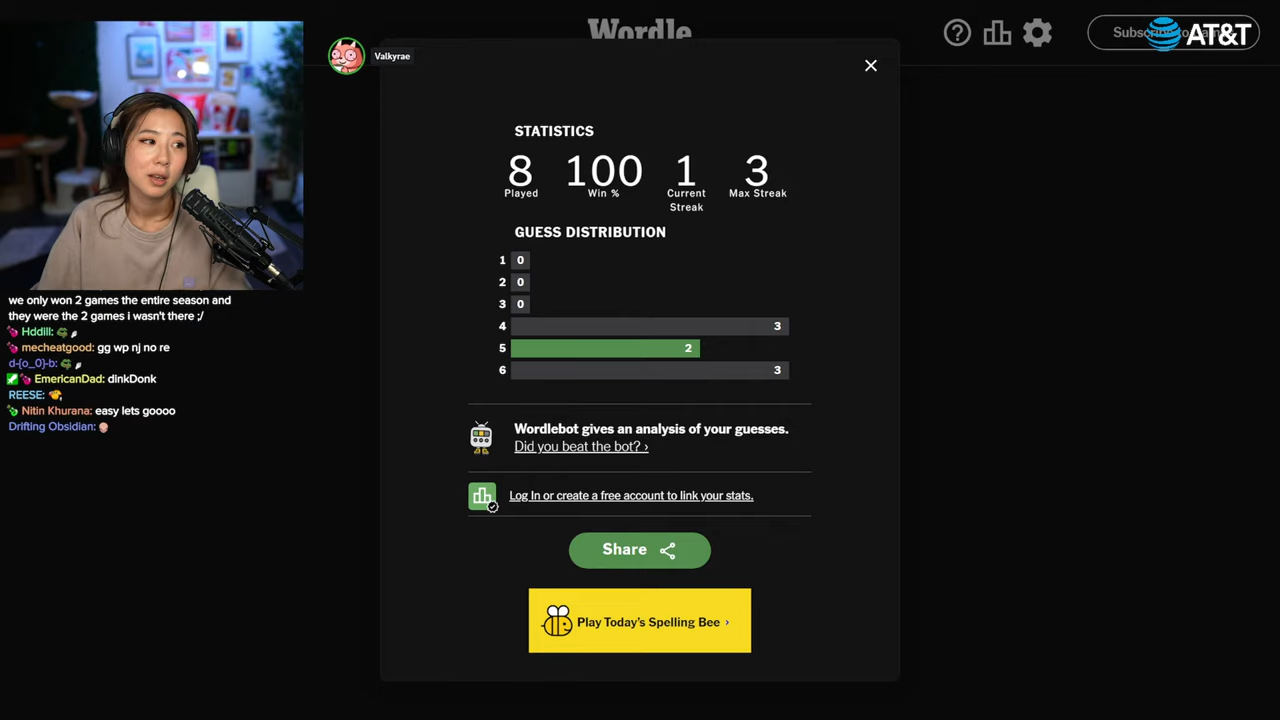 Wordle
AT&T
Valkyrae
STATISTICS
8
100
1
3
Played
Win %
Current
Streak
Max Streak
GUESS DISTRIBUTION
1 0
2 0
3 0
4 3
5 2
6 3
Wordlebot gives an analysis of your guesses.
Did you beat the bot? ›
Log In or create a free account to link your stats.
Share
Play Today's Spelling Bee ›
we only won 2 games the entire season and
they were the 2 games i wasn't there ;/
Hddill:
mecheatgood: gg wp nj no re
d-{o_0}-b:
EmericanDad: dinkDonk
REESE:
Nitin Khurana: easy lets goooo
Drifting Obsidian: